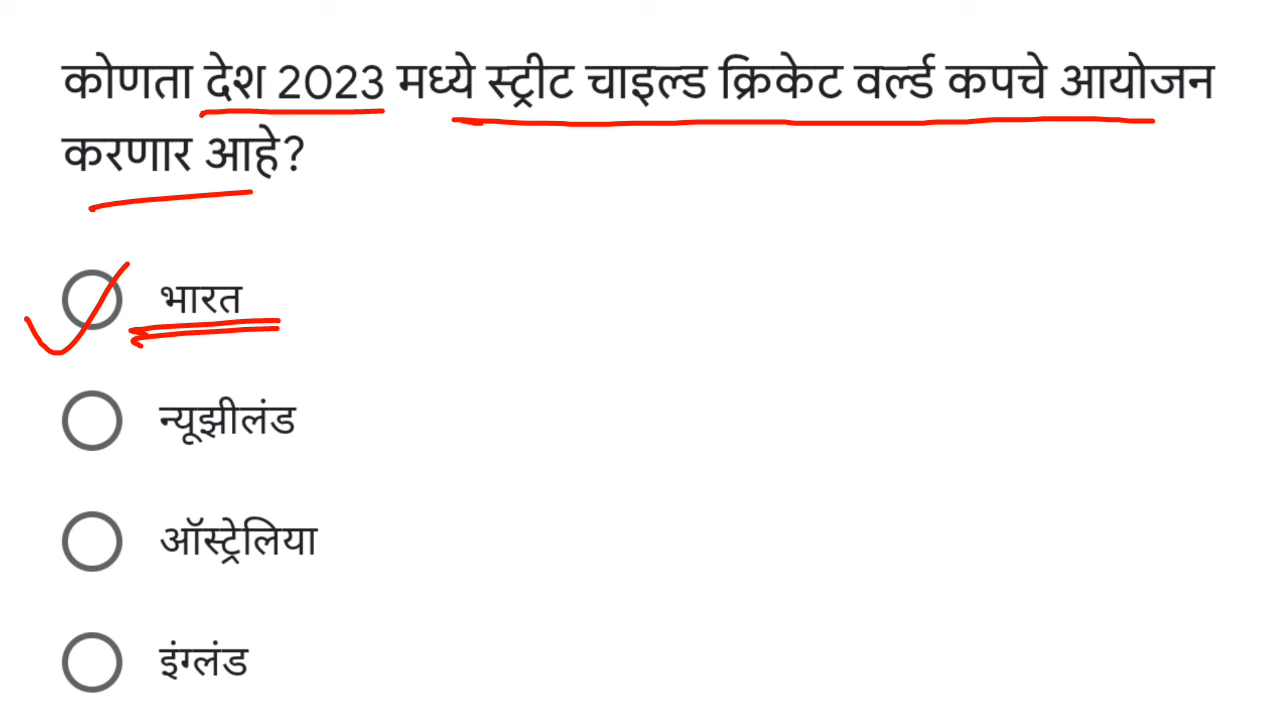 कोणता देश 2023 मध्ये स्ट्रीट चाइल्ड क्रिकेट वर्ल्ड कपचे आयोजन
करणार आहे?
भारत
न्यूझीलंड
ऑस्ट्रेलिया
इंग्लंड